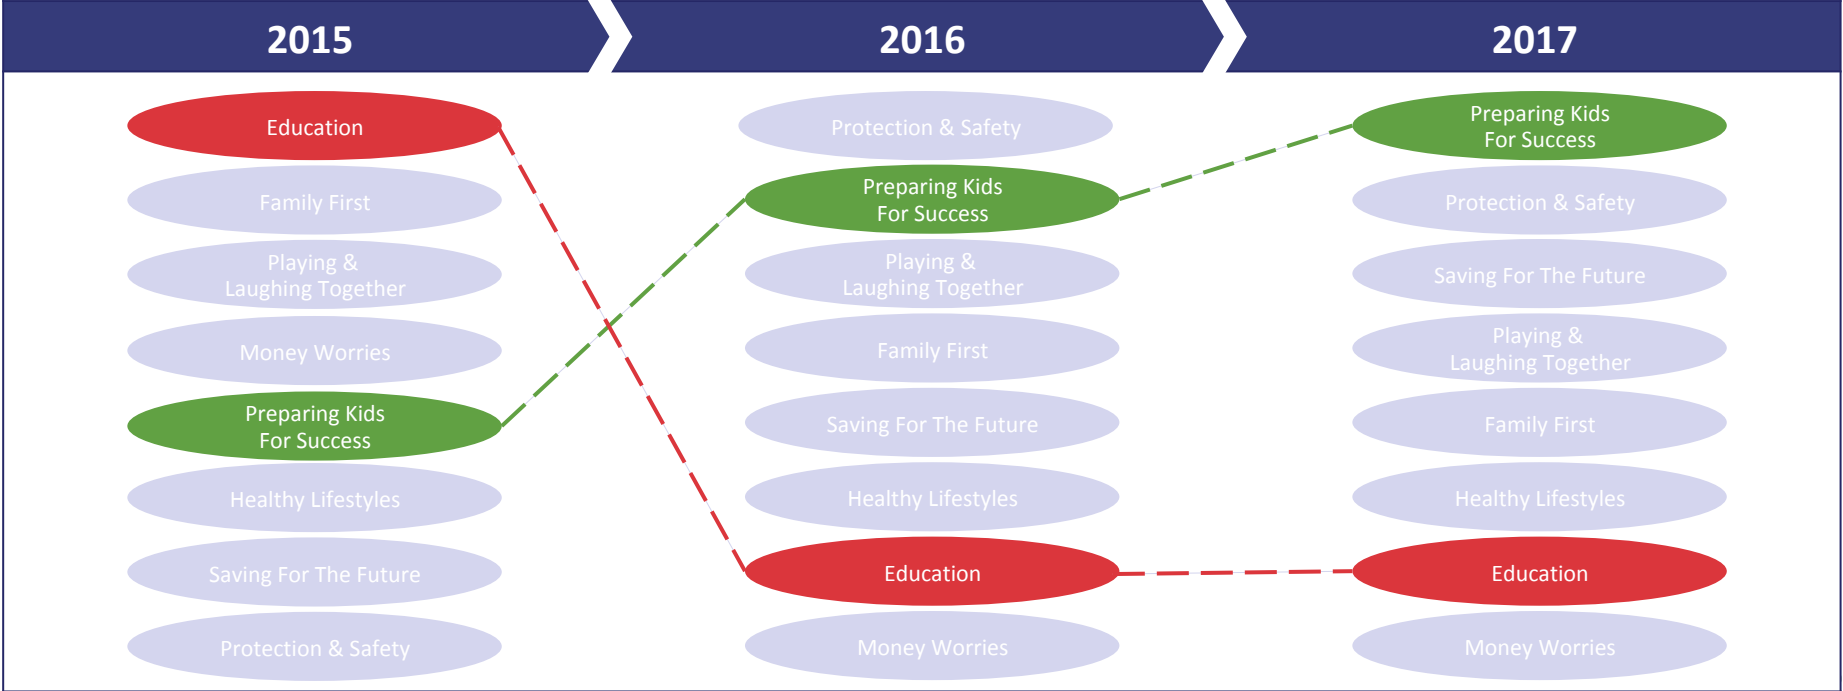 2015
2016
2017
Education
Family First
Playing &
Laughing Together
Money Worries
Preparing Kids
For Success
Healthy Lifestyles
Saving For The Future
Protection & Safety
Protection & Safety
Preparing Kids
For Success
Playing &
Laughing Together
Family First
Saving For The Future
Healthy Lifestyles
Education
Money Worries
Preparing Kids
For Success
Protection & Safety
Saving For The Future
Playing &
Laughing Together
Family First
Healthy Lifestyles
Education
Money Worries